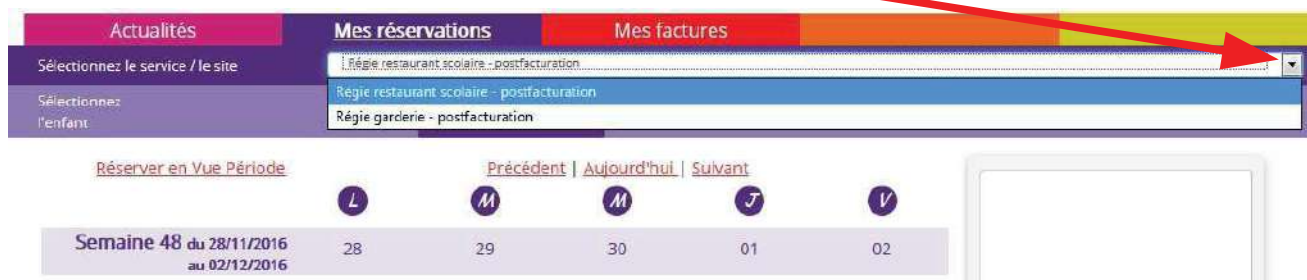 Actualités Mes réservations Mes factures
Sélectionnez le service / le site Régie restaurant scolaire - postfacturation
Sélectionnez Régie restaurant scolaire - postfacturation
l'enfant Régie garderie - postfacturation
Réserver en Vue Période Précédent | Aujourd'hui | Suivant
L M M J V
Semaine 48 du 28/11/2016 28 29 30 01 02
au 02/12/2016